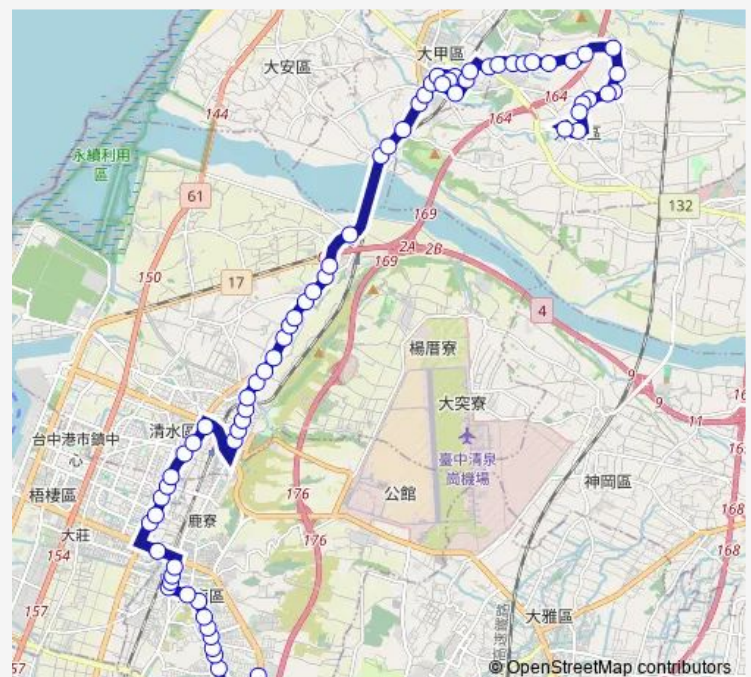 大甲區
大安區
164
144
164
永續利用
區
區
61
132
169
2A
2B
169
150
17
4
楊厝寮
9
9
大突寮
11
清水區
台中港市鎮中
心
臺中清泉
崗機場
公館
神岡區
梧棲區
176
鹿寮
168
大莊
154
176
168
區
157
大雅區
57
© OpenStreetMap contributors